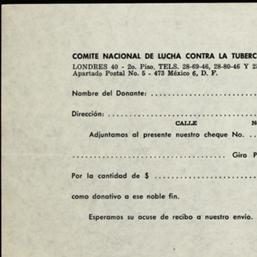 COMITE NACIONAL DE LUCHA CONTRA LA TUBERC
LONDRES 40 - 2o. Piso, TELS. 28-69-46, 28-80-46 Y 2
Apartado Postal No. 5 - 473 México 6, D. F.
Nombre del Donante:
Dirección:
CALLE N
Adjuntamos al presente nuestro cheque No.
Giro P
Por la cantidad de $
como donativo a ese noble fin.
Esperamos su acuse de recibo a nuestro envío.